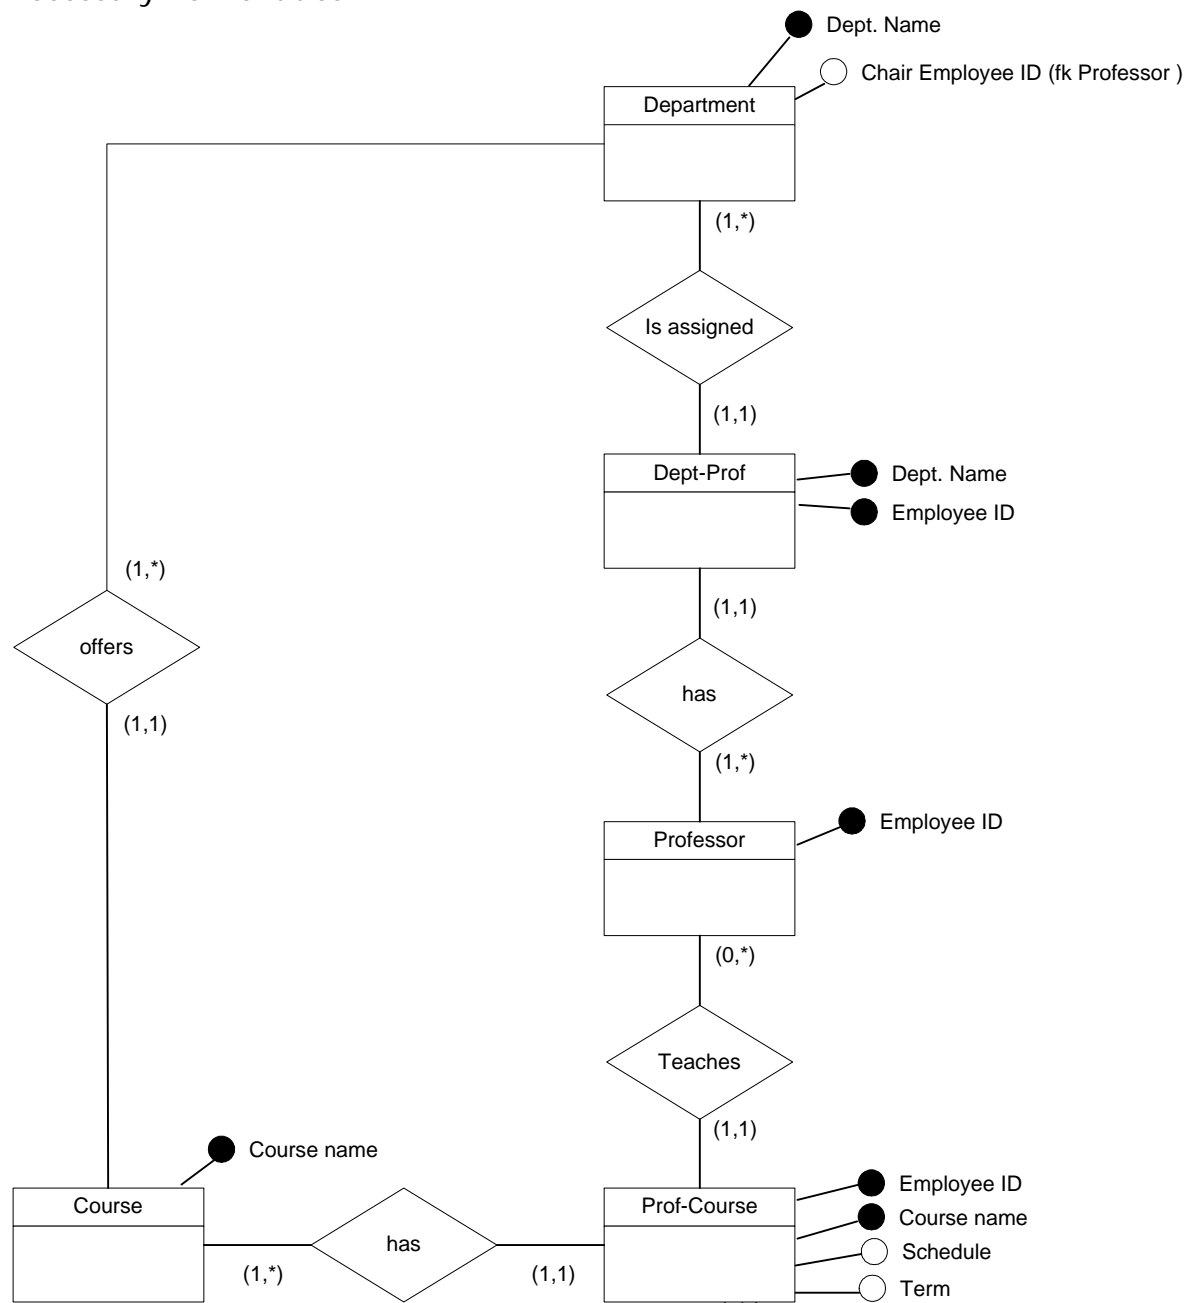 Dept. Name
Chair Employee ID (fk Professor )
Department
(1,*)
Is assigned
(1,1)
Dept-Prof
Dept. Name
Employee ID
(1,*)
(1,1)
offers
has
(1,1)
(1,*)
Employee ID
Professor
(0,*)
Teaches
(1,1)
Course name
Employee ID
Course
Prof-Course
Course name
has
Schedule
(1,*)
(1,1)
Term